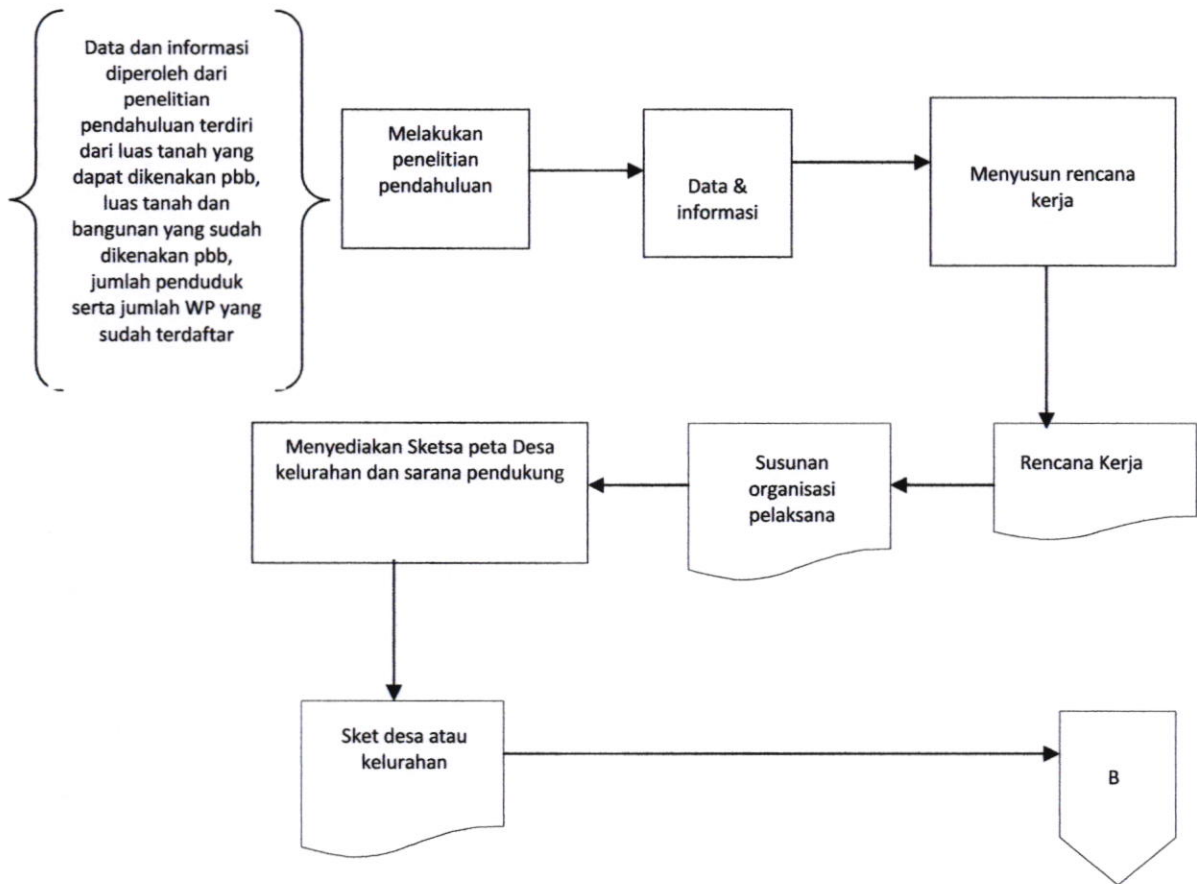 Data dan informasi
diperoleh dari
penelitian
pendahuluan terdiri
dari luas tanah yang
dapat dikenakan pbb,
luas tanah dan
bangunan yang sudah
dikenakan pbb,
jumlah penduduk
serta jumlah WP yang
sudah terdaftar
Melakukan
penelitian
pendahuluan
Data &
informasi
Menyusun rencana
kerja
Rencana Kerja
Susunan
organisasi
pelaksana
Menyediakan Sketsa peta Desa
kelurahan dan sarana pendukung
Sket desa atau
kelurahan
B